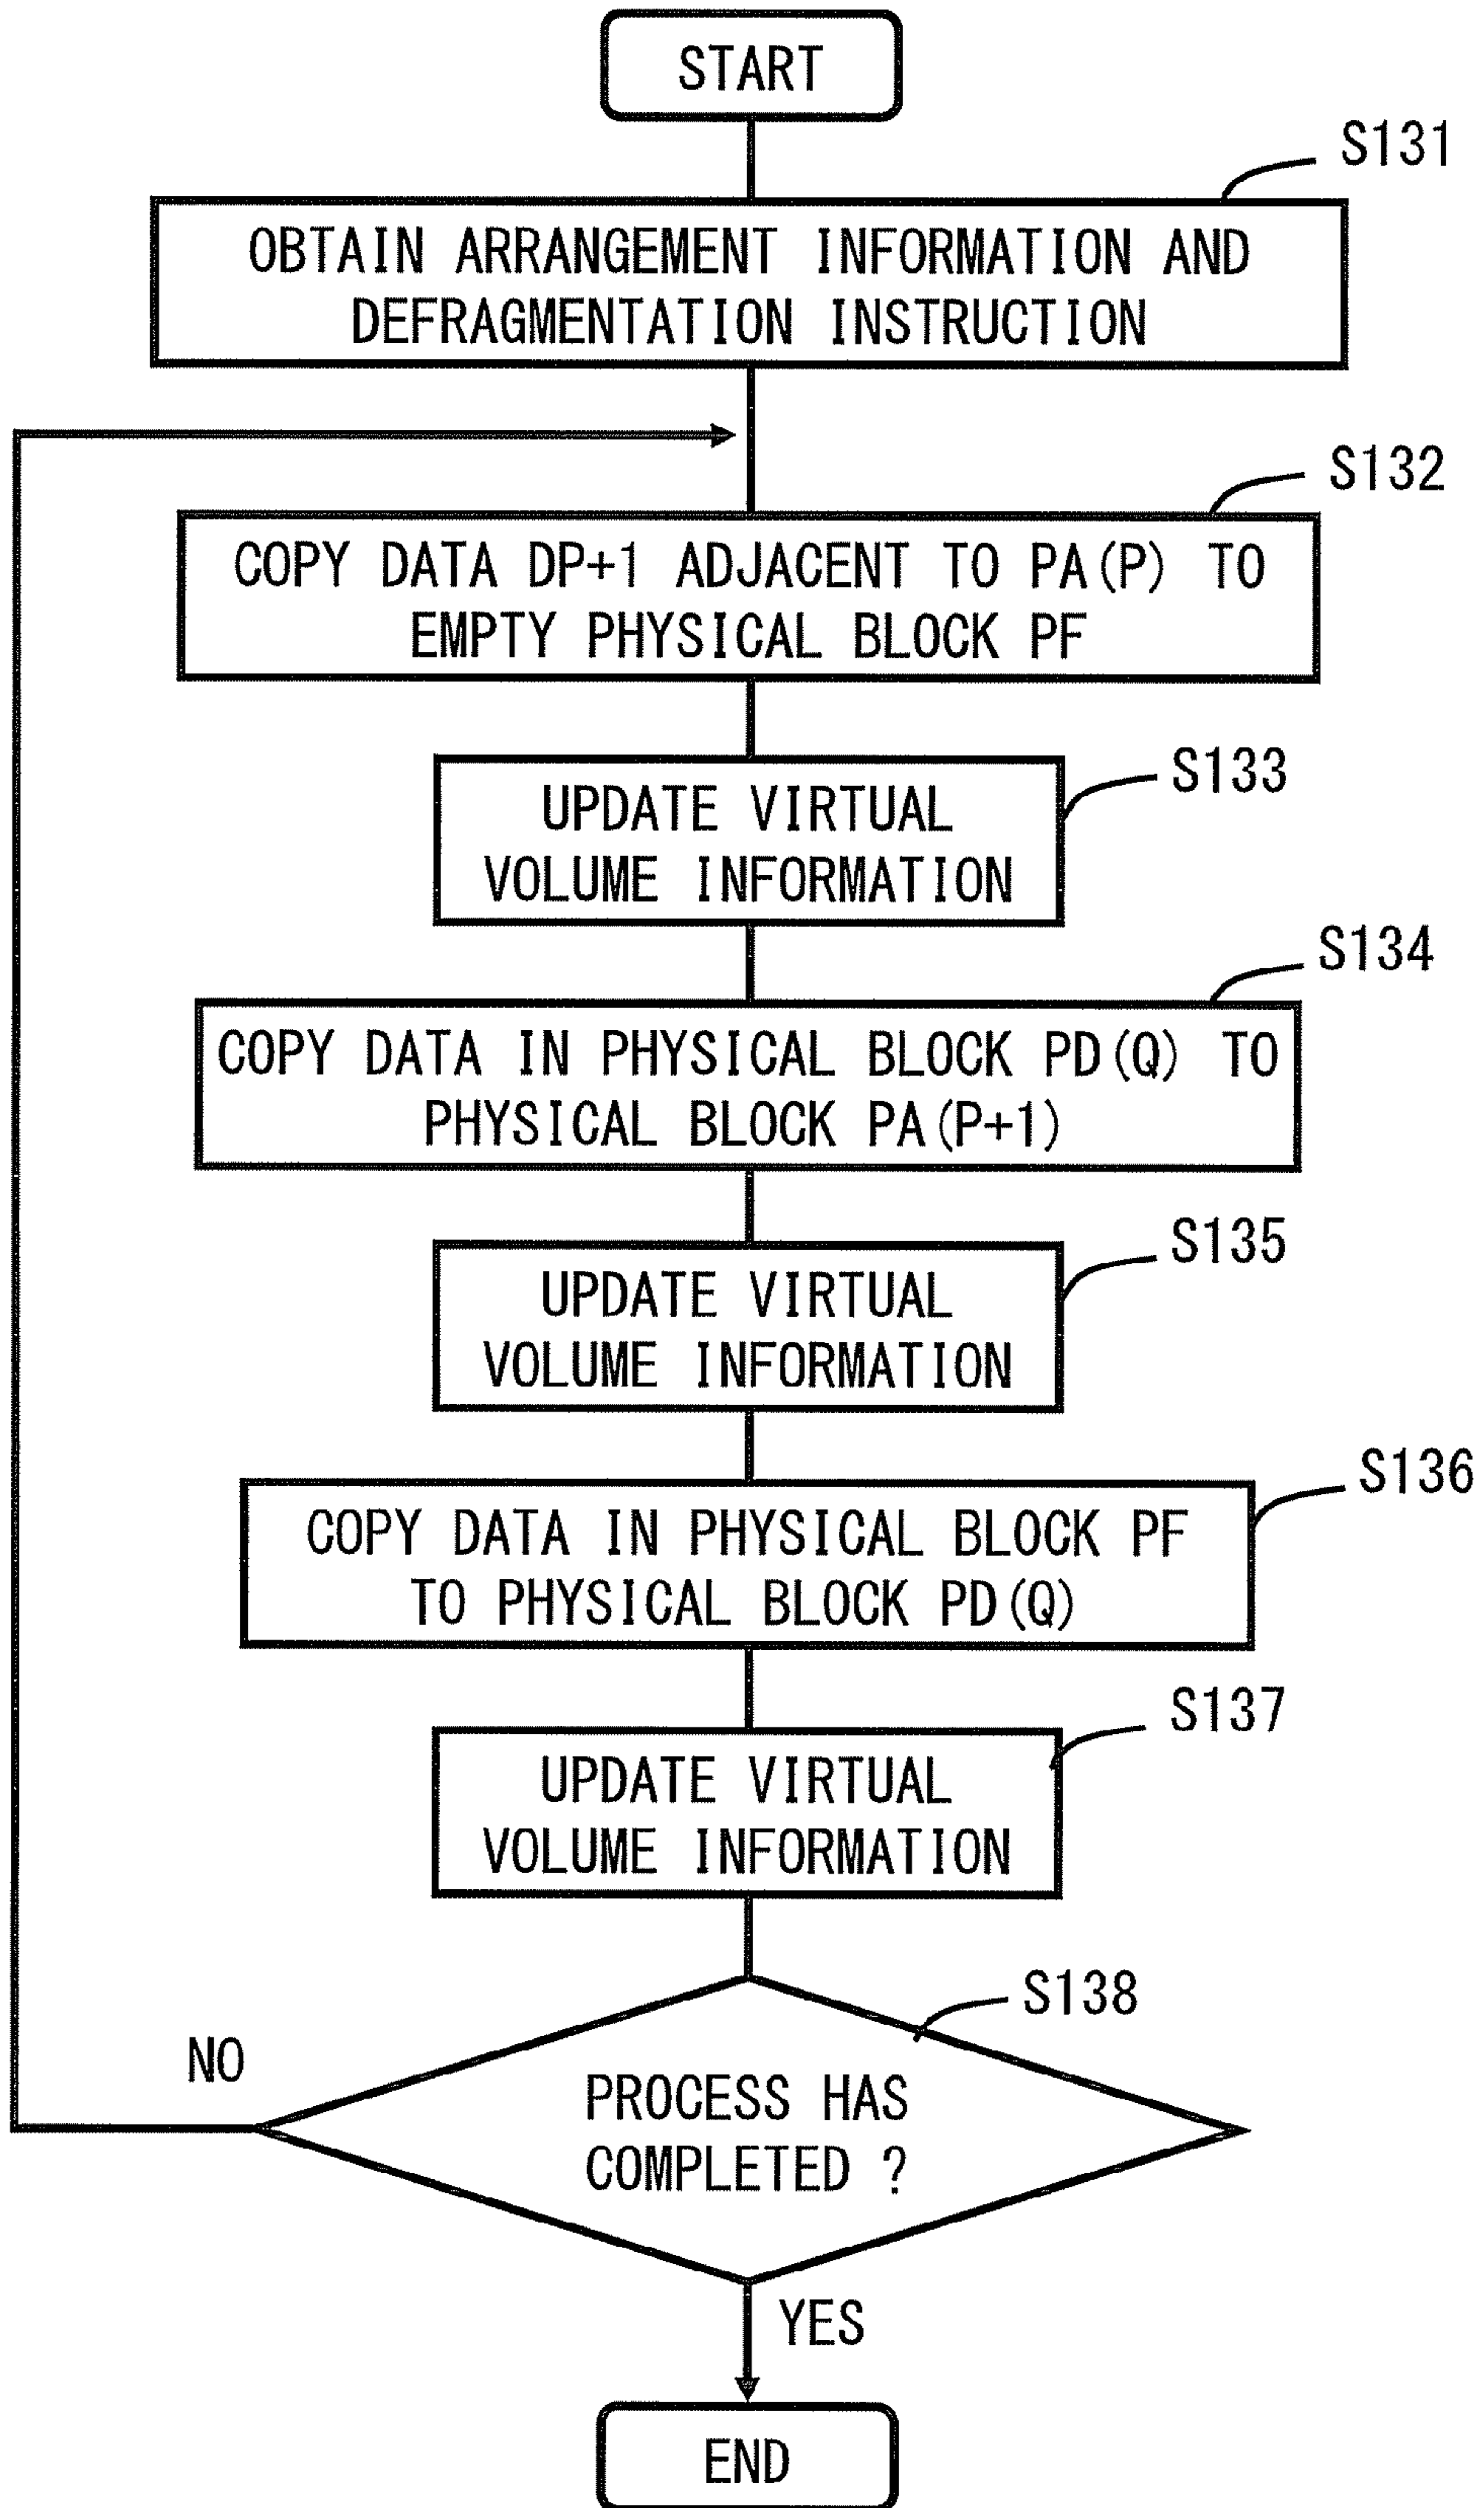 START
S131
OBTAIN ARRANGEMENT INFORMATION AND
DEFRAGMENTATION INSTRUCTION
S132
COPY DATA DP+1 ADJACENT TO PA(P) TO
EMPTY PHYSICAL BLOCK PF
S133
UPDATE VIRTUAL
VOLUME INFORMATION
S134
COPY DATA IN PHYSICAL BLOCK PD(Q) TO
PHYSICAL BLOCK PA(P+1)
S135
UPDATE VIRTUAL
VOLUME INFORMATION
S136
COPY DATA IN PHYSICAL BLOCK PF
TO PHYSICAL BLOCK PD(Q)
S137
UPDATE VIRTUAL
VOLUME INFORMATION
S138
NO
PROCESS HAS
COMPLETED ?
YES
END